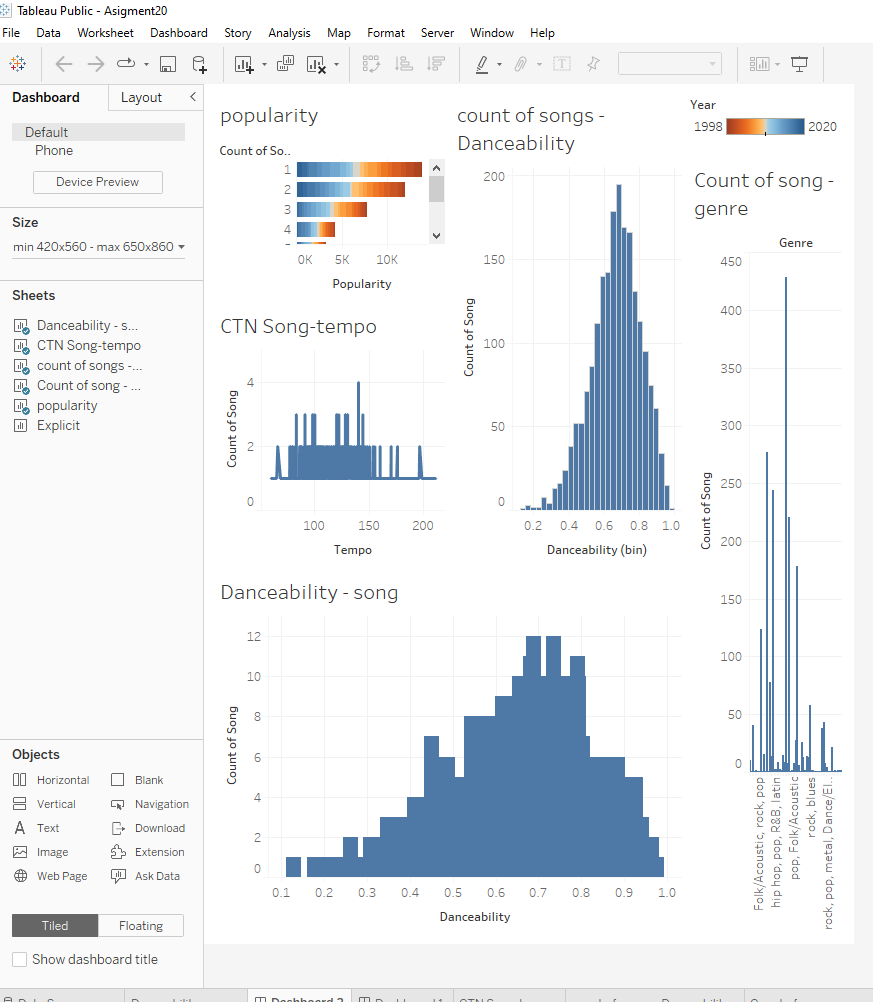 Tableau Public - Asigment20
File Data Worksheet Dashboard Story Analysis Map Format Server Window Help
Dashboard Layout
Default
Phone
Device Preview
Size
min 420x560 - max 650x860
Sheets
Danceability - s...
CTN Song-tempo
count of songs -...
Count of song - ...
popularity
Explicit
Objects
Horizontal Blank
Vertical Navigation
Text Download
Image Extension
Web Page Ask Data
Tiled Floating
Show dashboard title
popularity
Count of So..
1
2
3
4
0K 5K 10K
Popularity
CTN Song-tempo
Count of Song
4
2
0
100 150 200
Tempo
count of songs -
Danceability
Count of Song
200
150
100
50
0
0.2 0.4 0.6 0.8 1.0
Danceability (bin)
Year
1998 2020
Count of song -
genre
Genre
Count of Song
450
400
350
300
250
200
150
100
50
0
Folk/Acoustic, rock, pop
hip hop, pop, R&B, latin
pop, Folk/Acoustic
rock, blues
rock, pop, metal, Dance/El..
Danceability - song
Count of Song
12
10
8
6
4
2
0
0.1 0.2 0.3 0.4 0.5 0.6 0.7 0.8 0.9 1.0
Danceability
Dashboard 2